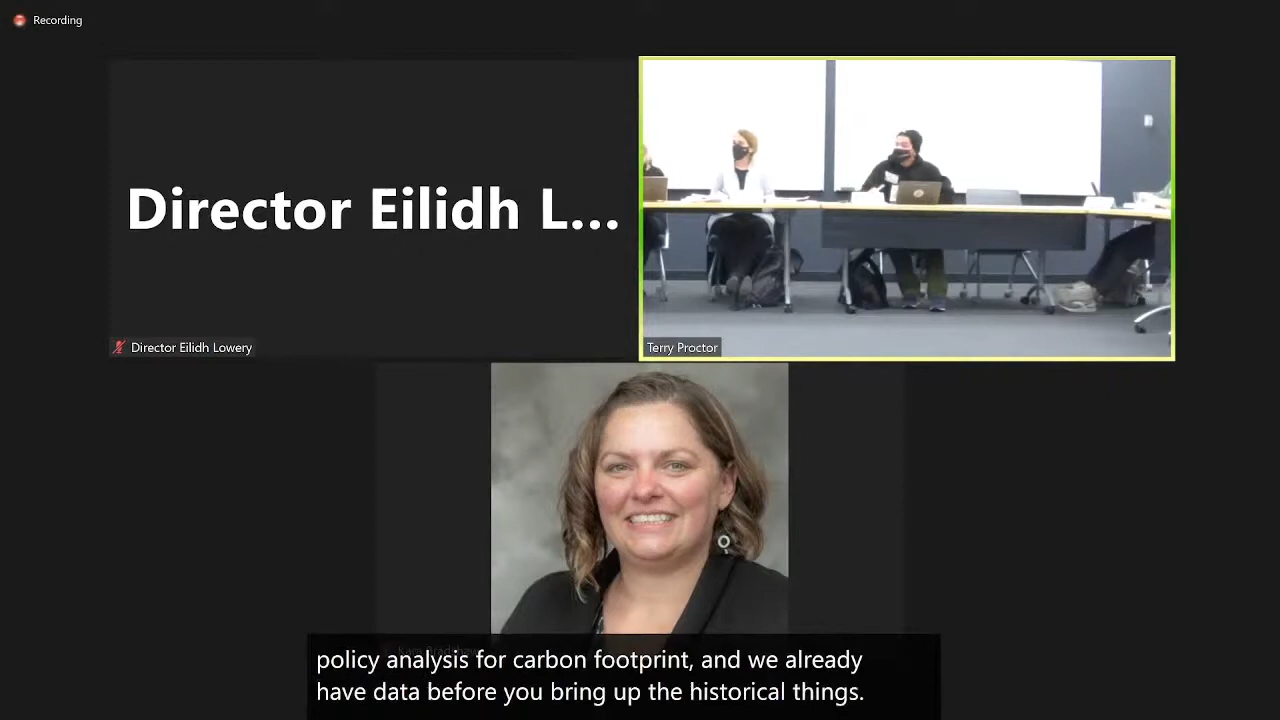 Recording
Director Eilidh L...
Director Eilidh Lowery
Terry Proctor
policy analysis for carbon footprint, and we already
have data before you bring up the historical things.